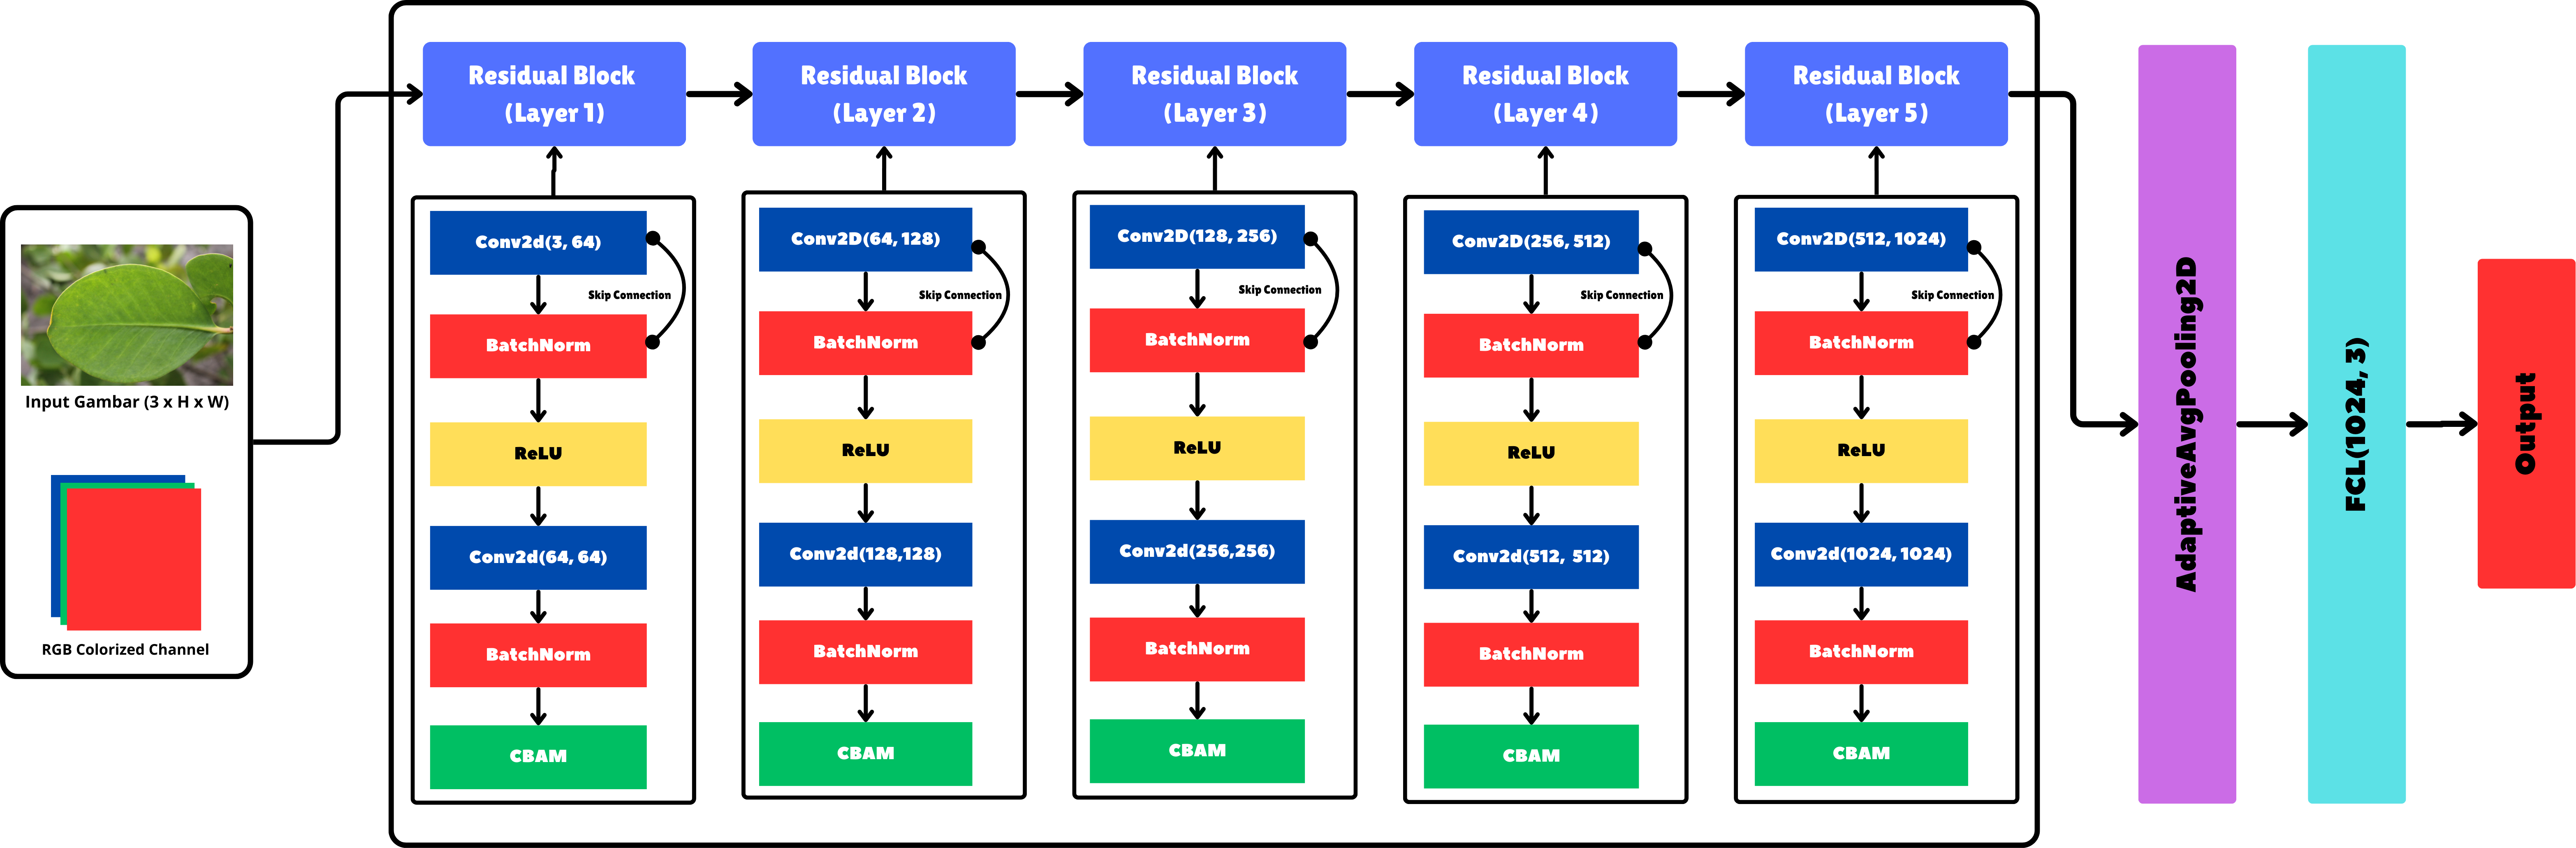 Input Gambar (3 x H x W)
RGB Colorized Channel
Residual Block
(Layer 1)
Conv2d(3, 64)
Skip Connection
BatchNorm
ReLU
Conv2d(64, 64)
BatchNorm
CBAM
Residual Block
(Layer 2)
Conv2D(64, 128)
Skip Connection
BatchNorm
ReLU
Conv2d(128,128)
BatchNorm
CBAM
Residual Block
(Layer 3)
Conv2D(128, 256)
Skip Connection
BatchNorm
ReLU
Conv2d(256,256)
BatchNorm
CBAM
Residual Block
(Layer 4)
Conv2D(256, 512)
Skip Connection
BatchNorm
ReLU
Conv2d(512, 512)
BatchNorm
CBAM
Residual Block
(Layer 5)
Conv2D(512, 1024)
Skip Connection
BatchNorm
ReLU
Conv2d(1024, 1024)
BatchNorm
CBAM
AdaptiveAvgPooling2D
FCL(1024, 3)
Output